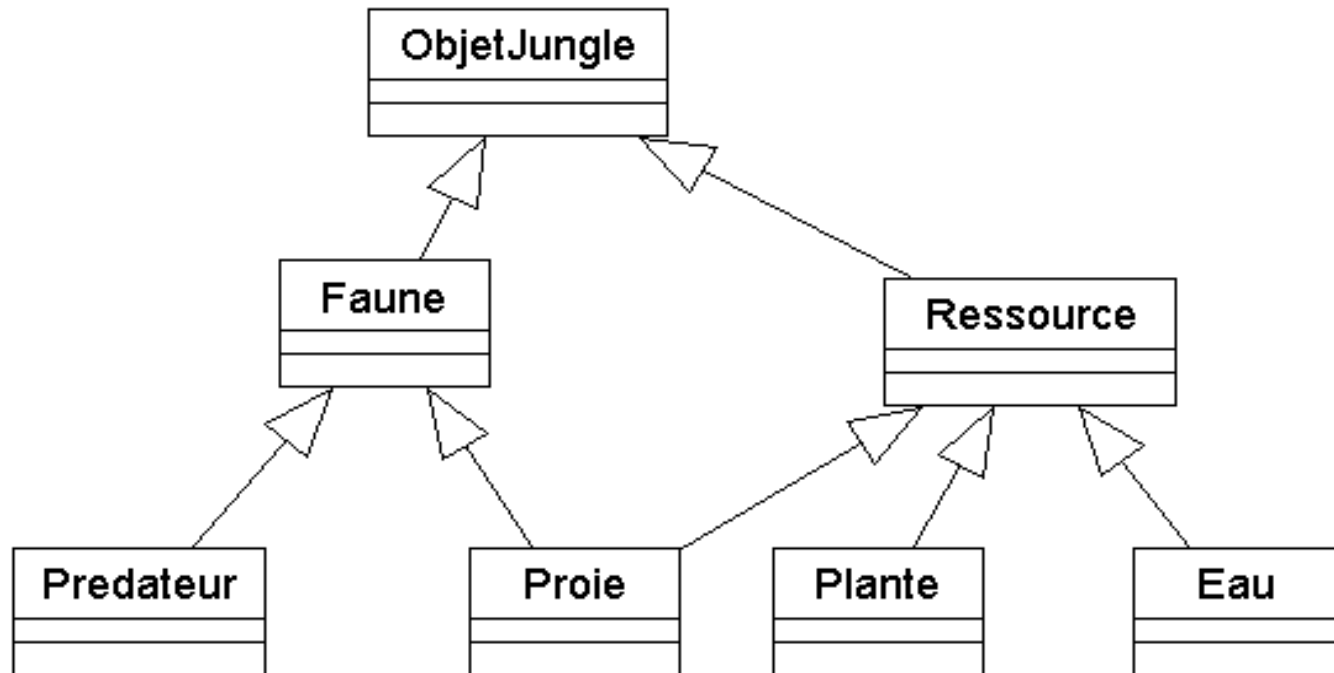 ObjetJungle
Faune
Ressource
Predateur
Proie
Plante
Eau